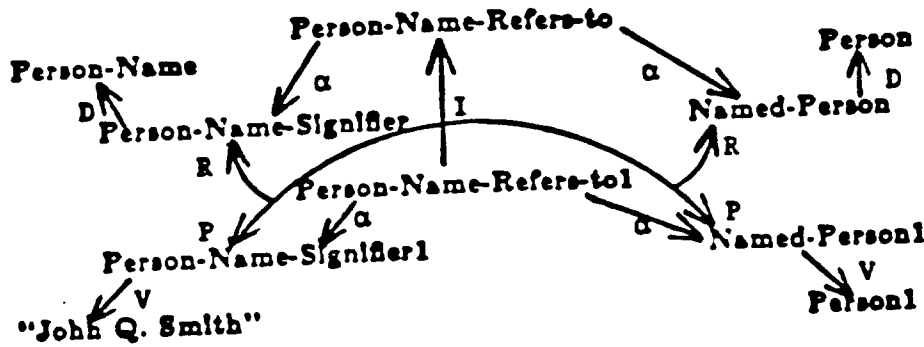 Person-Name-Refers-to
Person
Person-Name
α
α
D
D
Named-Person
Person-Name-Signifier
I
R
R
Person-Name-Refers-to1
P
α
α
P
Named-Person1
Person-Name-Signifier1
V
V
Person1
"John Q. Smith"